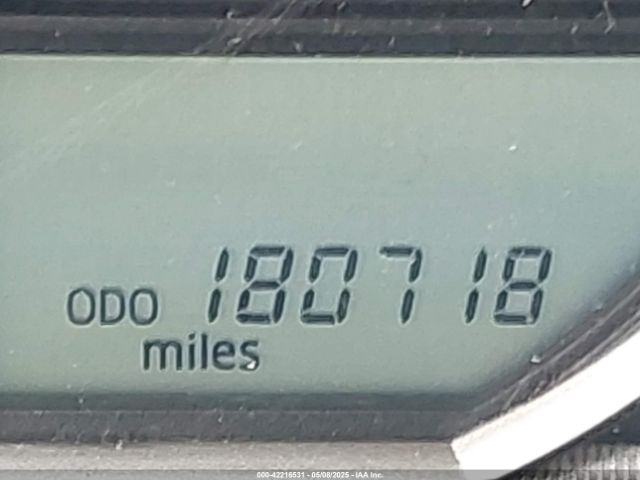 ODO 180718
miles
000-42216531 - 05/08/2025 - IAA Inc.